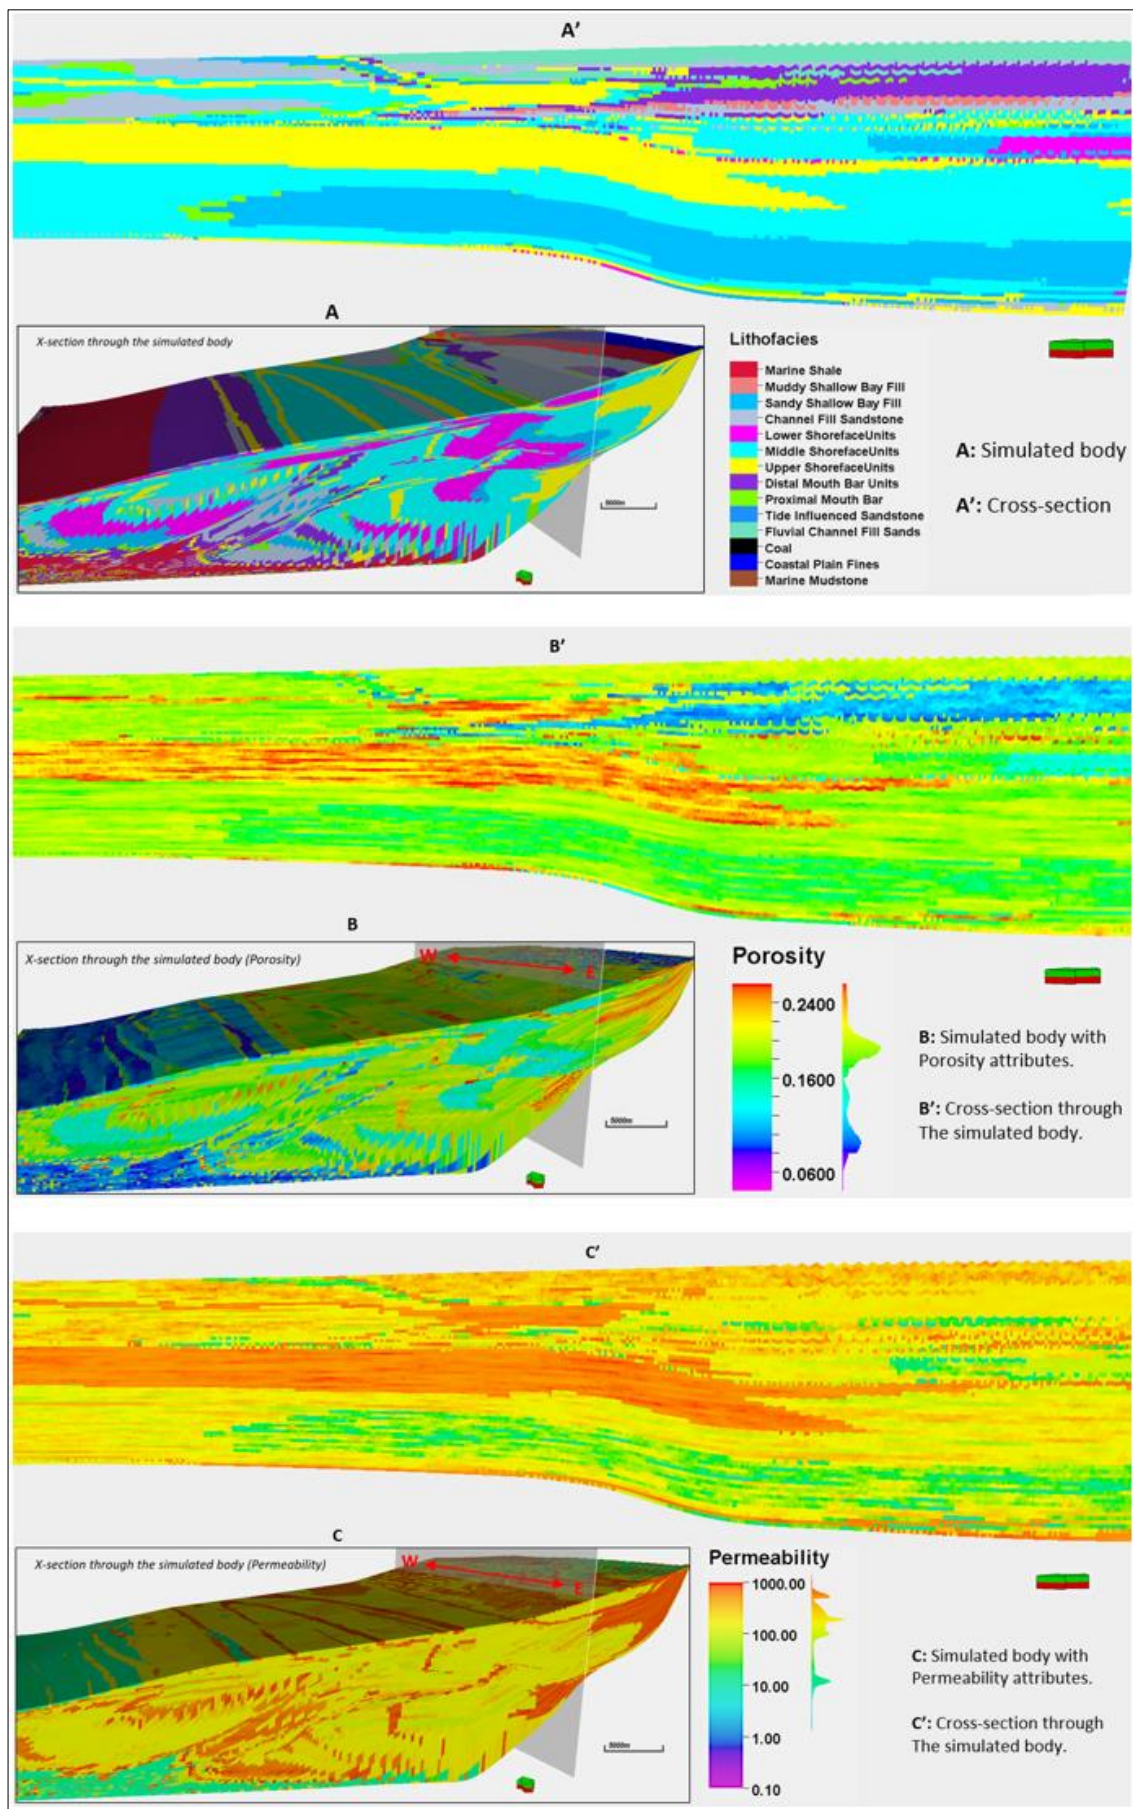 A'
A
X-section through the simulated body
5000m
Lithofacies
Marine Shale
Muddy Shallow Bay Fill
Sandy Shallow Bay Fill
Channel Fill Sandstone
Lower ShorefaceUnits
Middle ShorefaceUnits
Upper ShorefaceUnits
Distal Mouth Bar Units
Proximal Mouth Bar
Tide Influenced Sandstone
Fluvial Channel Fill Sands
Coal
Coastal Plain Fines
Marine Mudstone
A: Simulated body
A': Cross-section
B'
B
X-section through the simulated body (Porosity)
W
E
5000m
Porosity
0.2400
0.1600
0.0600
B: Simulated body with
Porosity attributes.
B': Cross-section through
The simulated body.
C'
C
X-section through the simulated body (Permeability)
W
E
5000m
Permeability
1000.00
100.00
10.00
1.00
0.10
C: Simulated body with
Permeability attributes.
C': Cross-section through
The simulated body.